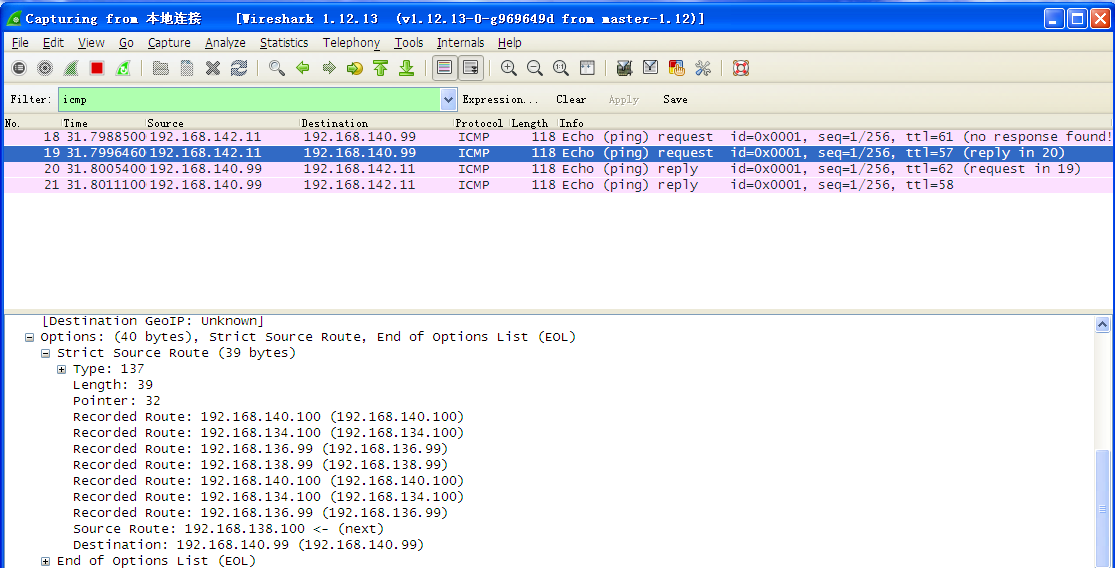 Capturing from 本地连接 [Wireshark 1.12.13 (v1.12.13-0-g969649d from master-1.12)]
File Edit View Go Capture Analyze Statistics Telephony Tools Internals Help
Filter: icmp Expression... Clear Apply Save
No. Time Source Destination Protocol Length Info
18 31.7988500 192.168.142.11 192.168.140.99 ICMP 118 Echo (ping) request id=0x0001, seq=1/256, ttl=61 (no response found!
19 31.7996460 192.168.142.11 192.168.140.99 ICMP 118 Echo (ping) request id=0x0001, seq=1/256, ttl=57 (reply in 20)
20 31.8005400 192.168.140.99 192.168.142.11 ICMP 118 Echo (ping) reply id=0x0001, seq=1/256, ttl=62 (request in 19)
21 31.8011100 192.168.140.99 192.168.142.11 ICMP 118 Echo (ping) reply id=0x0001, seq=1/256, ttl=58
[Destination GeoIP: Unknown]
Options: (40 bytes), Strict Source Route, End of Options List (EOL)
Strict Source Route (39 bytes)
Type: 137
Length: 39
Pointer: 32
Recorded Route: 192.168.140.100 (192.168.140.100)
Recorded Route: 192.168.134.100 (192.168.134.100)
Recorded Route: 192.168.136.99 (192.168.136.99)
Recorded Route: 192.168.138.99 (192.168.138.99)
Recorded Route: 192.168.140.100 (192.168.140.100)
Recorded Route: 192.168.134.100 (192.168.134.100)
Recorded Route: 192.168.136.99 (192.168.136.99)
Source Route: 192.168.138.100 <- (next)
Destination: 192.168.140.99 (192.168.140.99)
End of Options List (EOL)